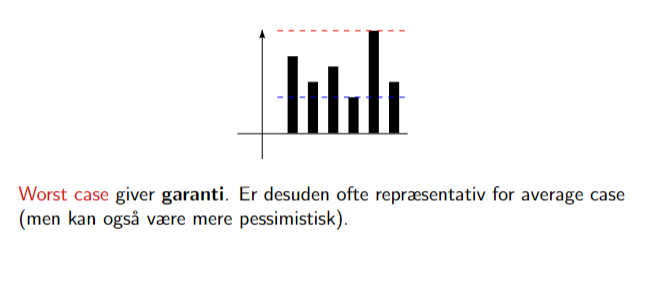 Worst case giver garanti. Er desuden ofte repræsentativ for average case
(men kan også være mere pessimistisk).